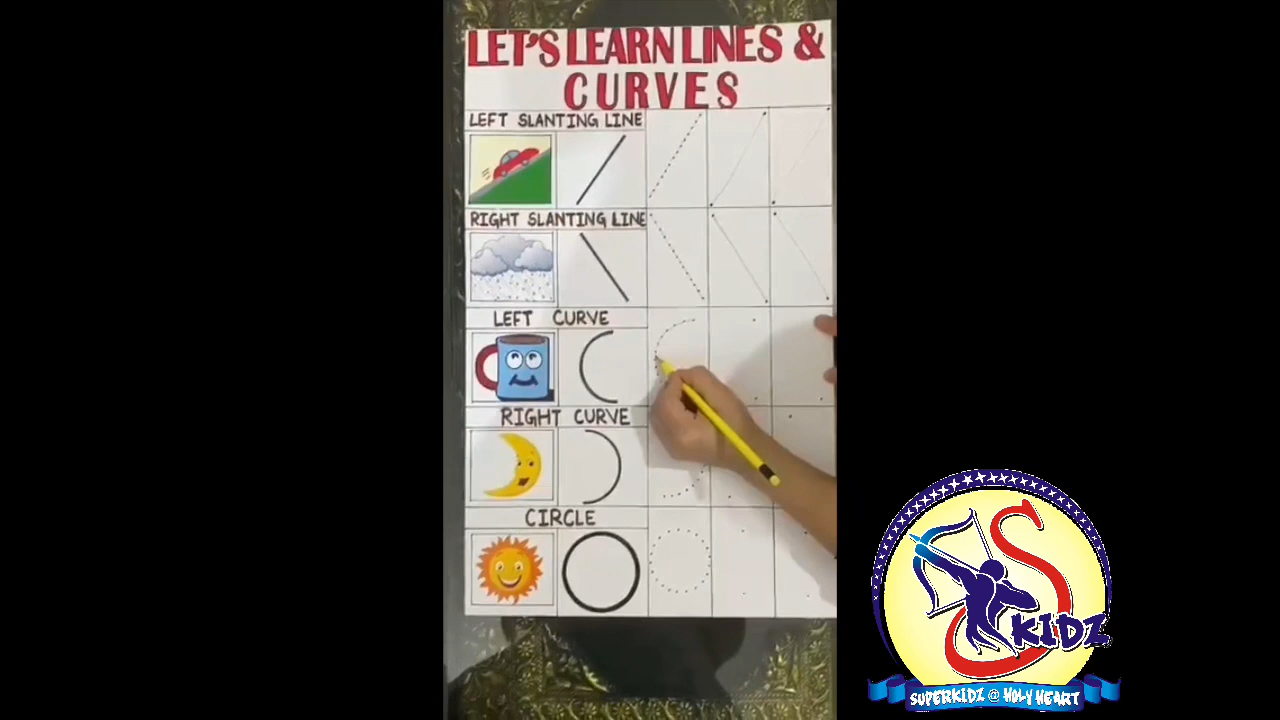 LET'S LEARN LINES &
CURVES
LEFT SLANTING LINE
RIGHT SLANTING LINE
LEFT CURVE
RIGHT CURVE
CIRCLE
S
KIDZ
SUPERKIDZ @ HOLY HEART